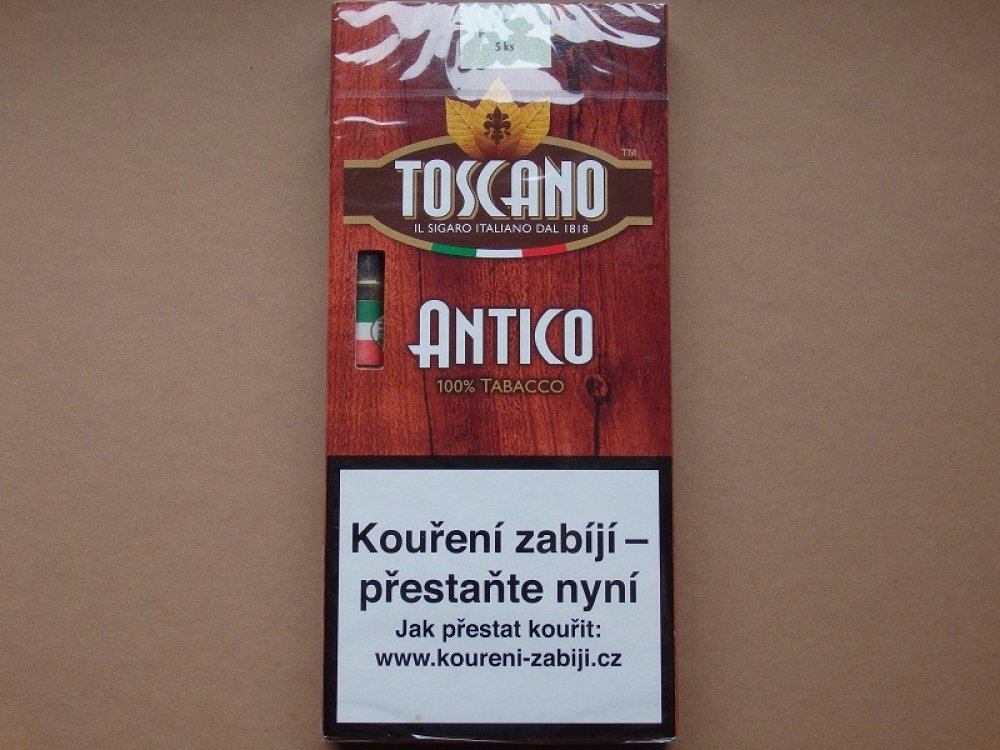 F
5 ks
TM
TOSCANO
IL SIGARO ITALIANO DAL 1818
ANTICO
100% TABACCO
Kouření zabíjí –
přestaňte nyní
Jak přestat kouřit:
www.koureni-zabiji.cz